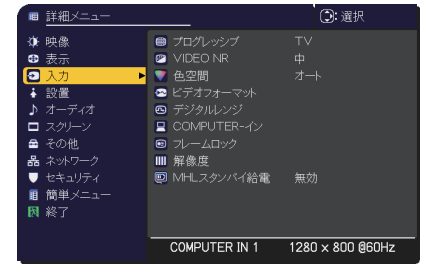 詳細メニュー
:選択
映像
表示
入力
設置
オーディオ
スクリーン
その他
ネットワーク
セキュリティ
簡単メニュー
終了
プログレッシブ TV
VIDEO NR 中
色空間 オート
ビデオフォーマット
デジタルレンジ
COMPUTER-イン
フレームロック
解像度
MHLスタンバイ給電 無効
COMPUTER IN 1 1280 x 800 @60Hz